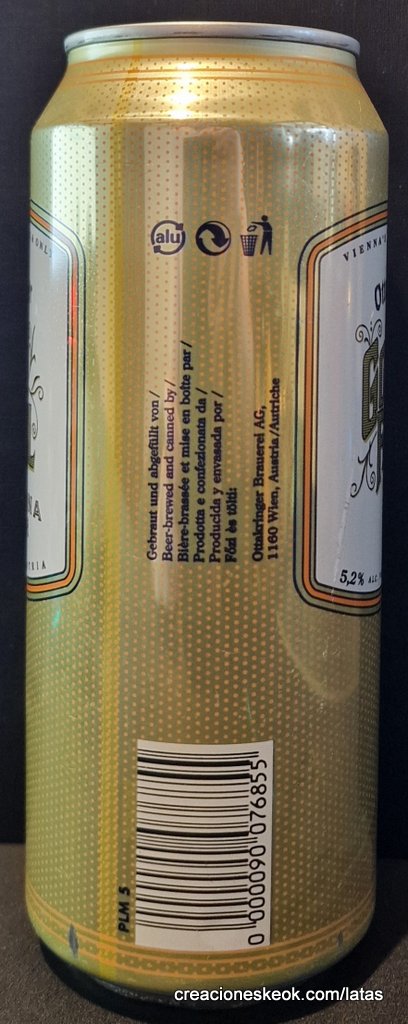 alu
VIENNA'
5,2% ALC.
Gebraut und abgefüllt von /
Beer-brewed and canned by /
Bière-brassée et mise en boîte par /
Prodotta e confezionata da /
Producida y envasada por /
Főzi és tölti:
Ottakringer Brauerei AG,
1160 Wien, Austria/Autriche
PLM 5
0 000090 076855
creacioneskeok.com/latas